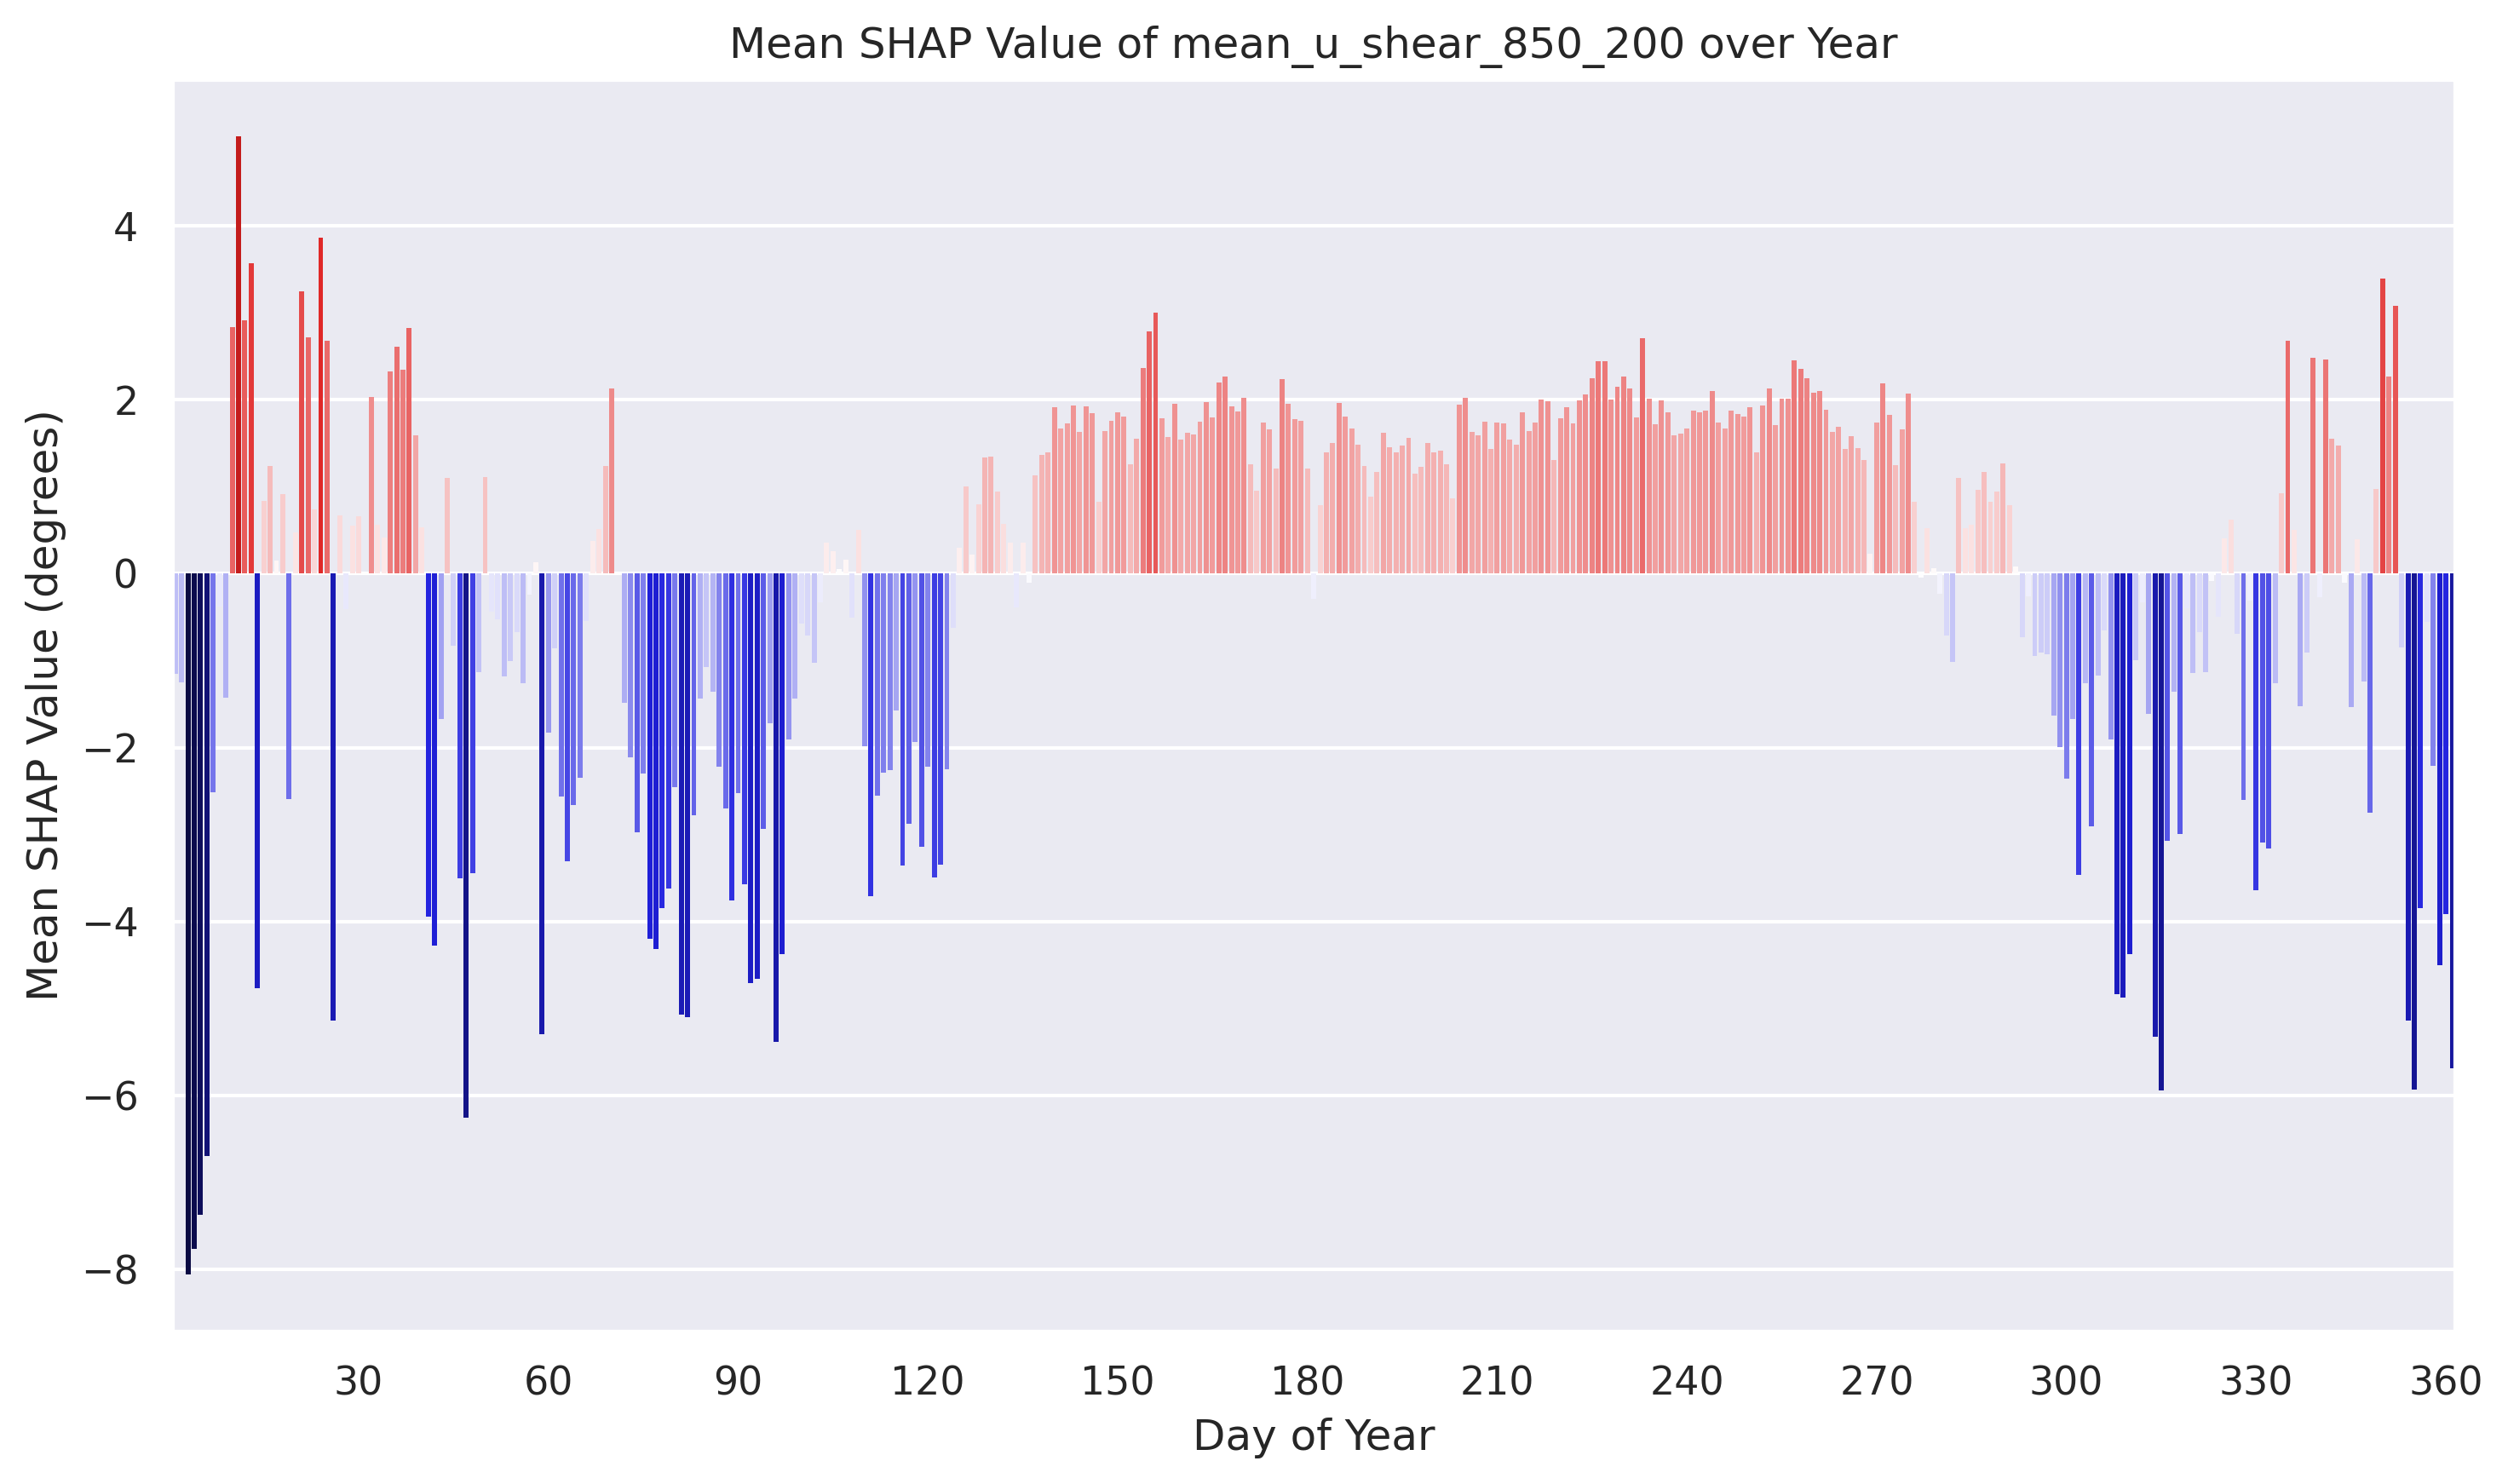 Mean SHAP Value of mean_u_shear_850_200 over Year
Mean SHAP Value (degrees)
4
2
0
−2
−4
−6
−8
30 60 90 120 150 180 210 240 270 300 330 360
Day of Year